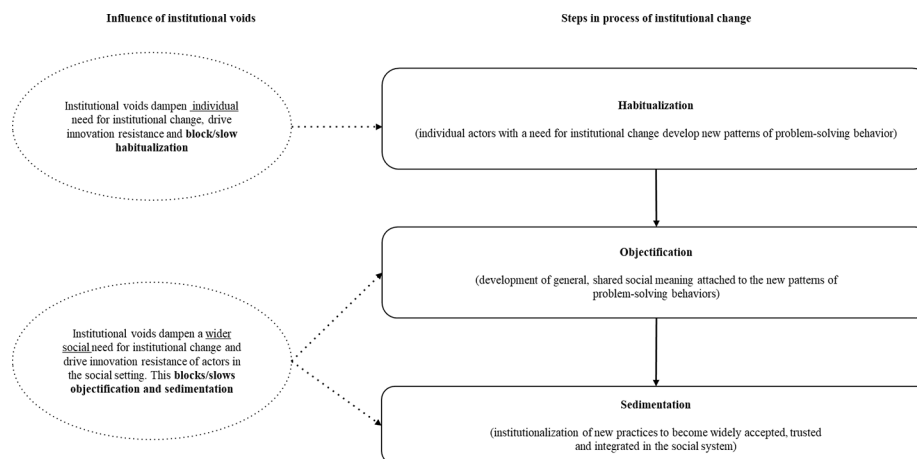 Influence of institutional voids
Steps in process of institutional change
Institutional voids dampen individual
need for institutional change, drive
innovation resistance and block/slow
habitualization
Habitualization
(individual actors with a need for institutional change develop new patterns of problem-solving behavior)
Objectification
(development of general, shared social meaning attached to the new patterns of
problem-solving behaviors)
Institutional voids dampen a wider
social need for institutional change and
drive innovation resistance of actors in
the social setting. This blocks/slows
objectification and sedimentation
Sedimentation
(institutionalization of new practices to become widely accepted, trusted
and integrated in the social system)